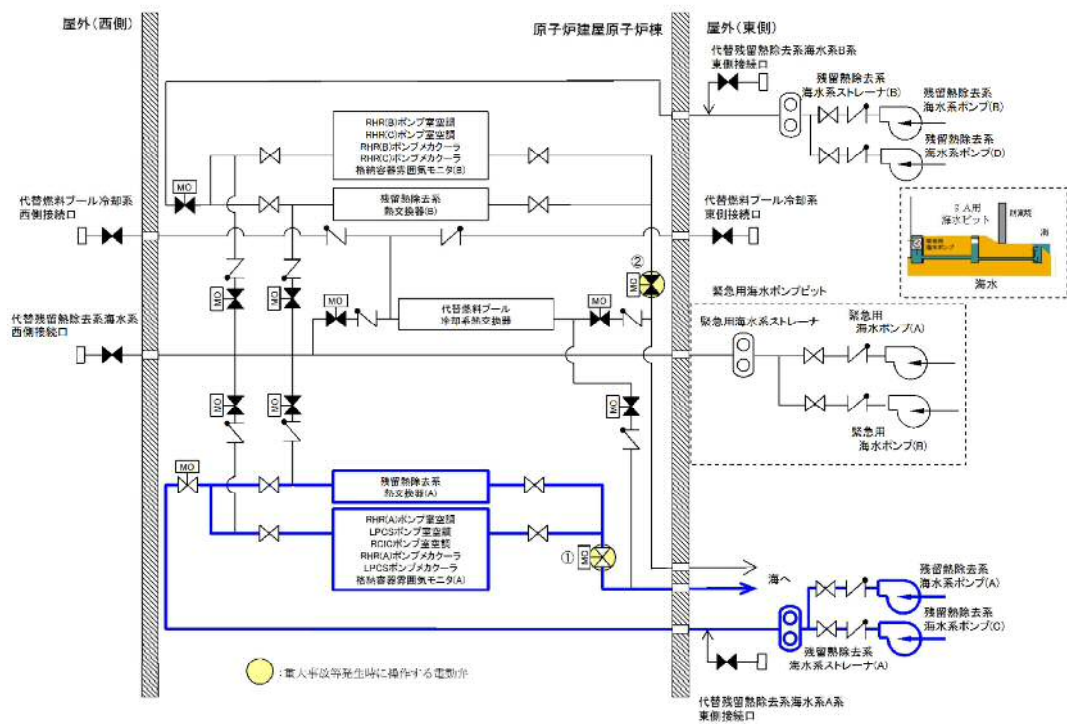 屋外(西側)
原子炉建屋原子炉棟
屋外(東側)
代替残留熱除去系海水系B系
東側接続口
残留熱除去系
海水系ストレーナ(B)
残留熱除去系
海水系ポンプ(B)
残留熱除去系
海水系ポンプ(D)
RHR(B)ポンプ室空調
RHR(C)ポンプ室空調
RHR(B)ポンプメカクーラ
RHR(C)ポンプメカクーラ
格納容器雰囲気モニタ(B)
MO
残留熱除去系
熱交換器(B)
代替燃料プール冷却系
西側接続口
代替燃料プール冷却系
東側接続口
SA用
海水ピット
防潮堤
海
海水
②
MO
MO
MO
MO
MO
代替燃料プール
冷却系熱交換器
緊急用海水ポンプピット
代替残留熱除去系海水系
西側接続口
緊急用海水系ストレーナ
緊急用
海水ポンプ(A)
MO
MO
MO
緊急用
海水ポンプ(B)
MO
残留熱除去系
熱交換器(A)
RHR(A)ポンプ室空調
LPCSポンプ室空調
RCICポンプ室空調
RHR(A)ポンプメカクーラ
LPCSポンプメカクーラ
格納容器雰囲気モニタ(A)
①
MO
海へ
残留熱除去系
海水系ポンプ(A)
残留熱除去系
海水系ポンプ(C)
残留熱除去系
海水系ストレーナ(A)
:重大事故等発生時に操作する電動弁
代替残留熱除去系海水系A系
東側接続口